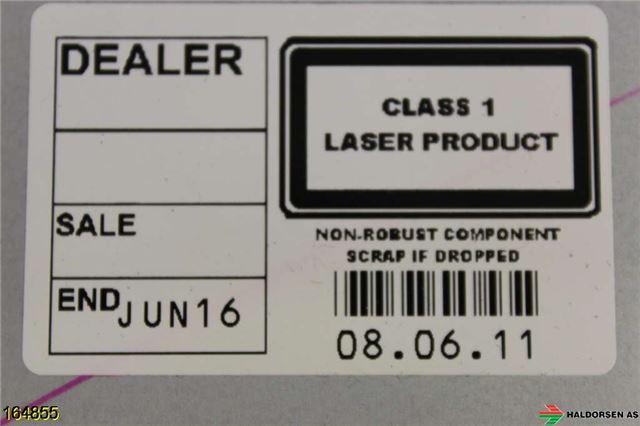 DEALER
SALE
END JUN16
CLASS 1
LASER PRODUCT
NON-ROBUST COMPONENT
SCRAP IF DROPPED
08.06.11
164855
HALDORSEN AS